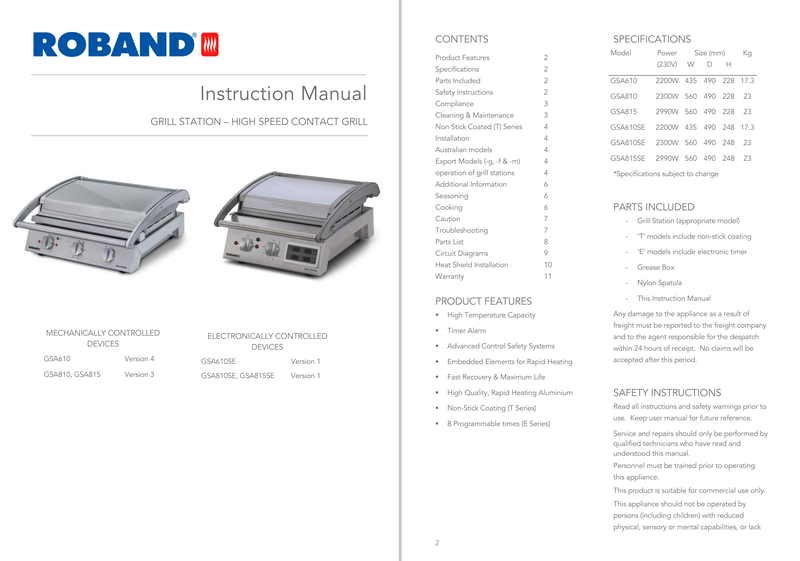 ROBAND®
Instruction Manual
GRILL STATION – HIGH SPEED CONTACT GRILL
MECHANICALLY CONTROLLED
DEVICES
GSA610 Version 4
GSA810, GSA815 Version 3
ELECTRONICALLY CONTROLLED
DEVICES
GSA610SE Version 1
GSA810SE, GSA815SE Version 1
CONTENTS
Product Features 2
Specifications 2
Parts Included 2
Safety Instructions 2
Compliance 3
Cleaning & Maintenance 3
Non Stick Coated (T) Series 4
Installation 4
Australian models 4
Export Models (-g, -f & -m) 4
operation of grill stations 4
Additional Information 6
Seasoning 6
Cooking 6
Caution 7
Troubleshooting 7
Parts List 8
Circuit Diagrams 9
Heat Shield Installation 10
Warranty 11
PRODUCT FEATURES
• High Temperature Capacity
• Timer Alarm
• Advanced Control Safety Systems
• Embedded Elements for Rapid Heating
• Fast Recovery & Maximum Life
• High Quality, Rapid Heating Aluminium
• Non-Stick Coating (T Series)
• 8 Programmable times (E Series)
2
SPECIFICATIONS
Model Power Size (mm) Kg
(230V) W D H
GSA610 2200W 435 490 228 17.3
GSA810 2300W 560 490 228 23
GSA815 2990W 560 490 228 23
GSA610SE 2200W 435 490 248 17.3
GSA810SE 2300W 560 490 248 23
GSA815SE 2990W 560 490 248 23
*Specifications subject to change
PARTS INCLUDED
- Grill Station (appropriate model)
- 'T' models include non-stick coating
- 'E' models include electronic timer
- Grease Box
- Nylon Spatula
- This Instruction Manual
Any damage to the appliance as a result of
freight must be reported to the freight company
and to the agent responsible for the despatch
within 24 hours of receipt. No claims will be
accepted after this period.
SAFETY INSTRUCTIONS
Read all instructions and safety warnings prior to
use. Keep user manual for future reference.
Service and repairs should only be performed by
qualified technicians who have read and
understood this manual.
Personnel must be trained prior to operating
this appliance.
This product is suitable for commercial use only.
This appliance should not be operated by
persons (including children) with reduced
physical, sensory or mental capabilities, or lack